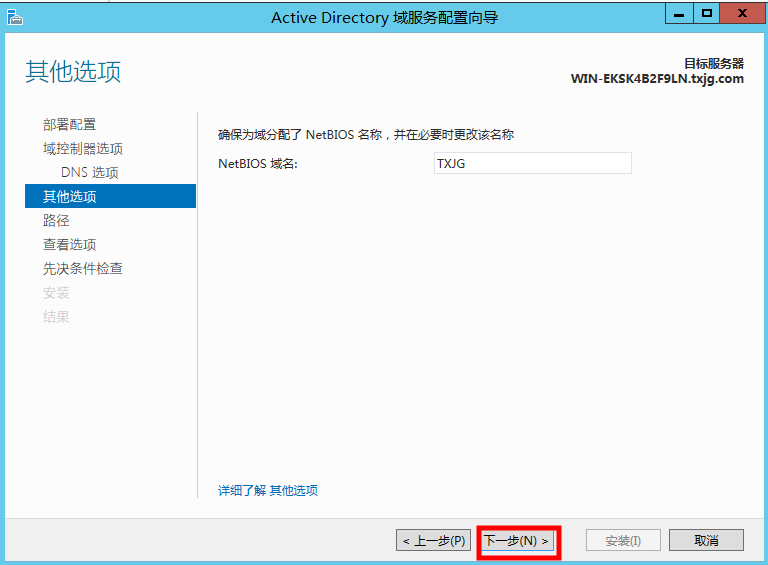 Active Directory 域服务配置向导
其他选项
目标服务器
WIN-EKSK4B2F9LN.txjg.com
部署配置
域控制器选项
DNS 选项
其他选项
路径
查看选项
先决条件检查
安装
结果
确保为域分配了 NetBIOS 名称，并在必要时更改该名称
NetBIOS 域名: TXJG
详细了解 其他选项
< 上一步(P) 下一步(N) > 安装(I) 取消